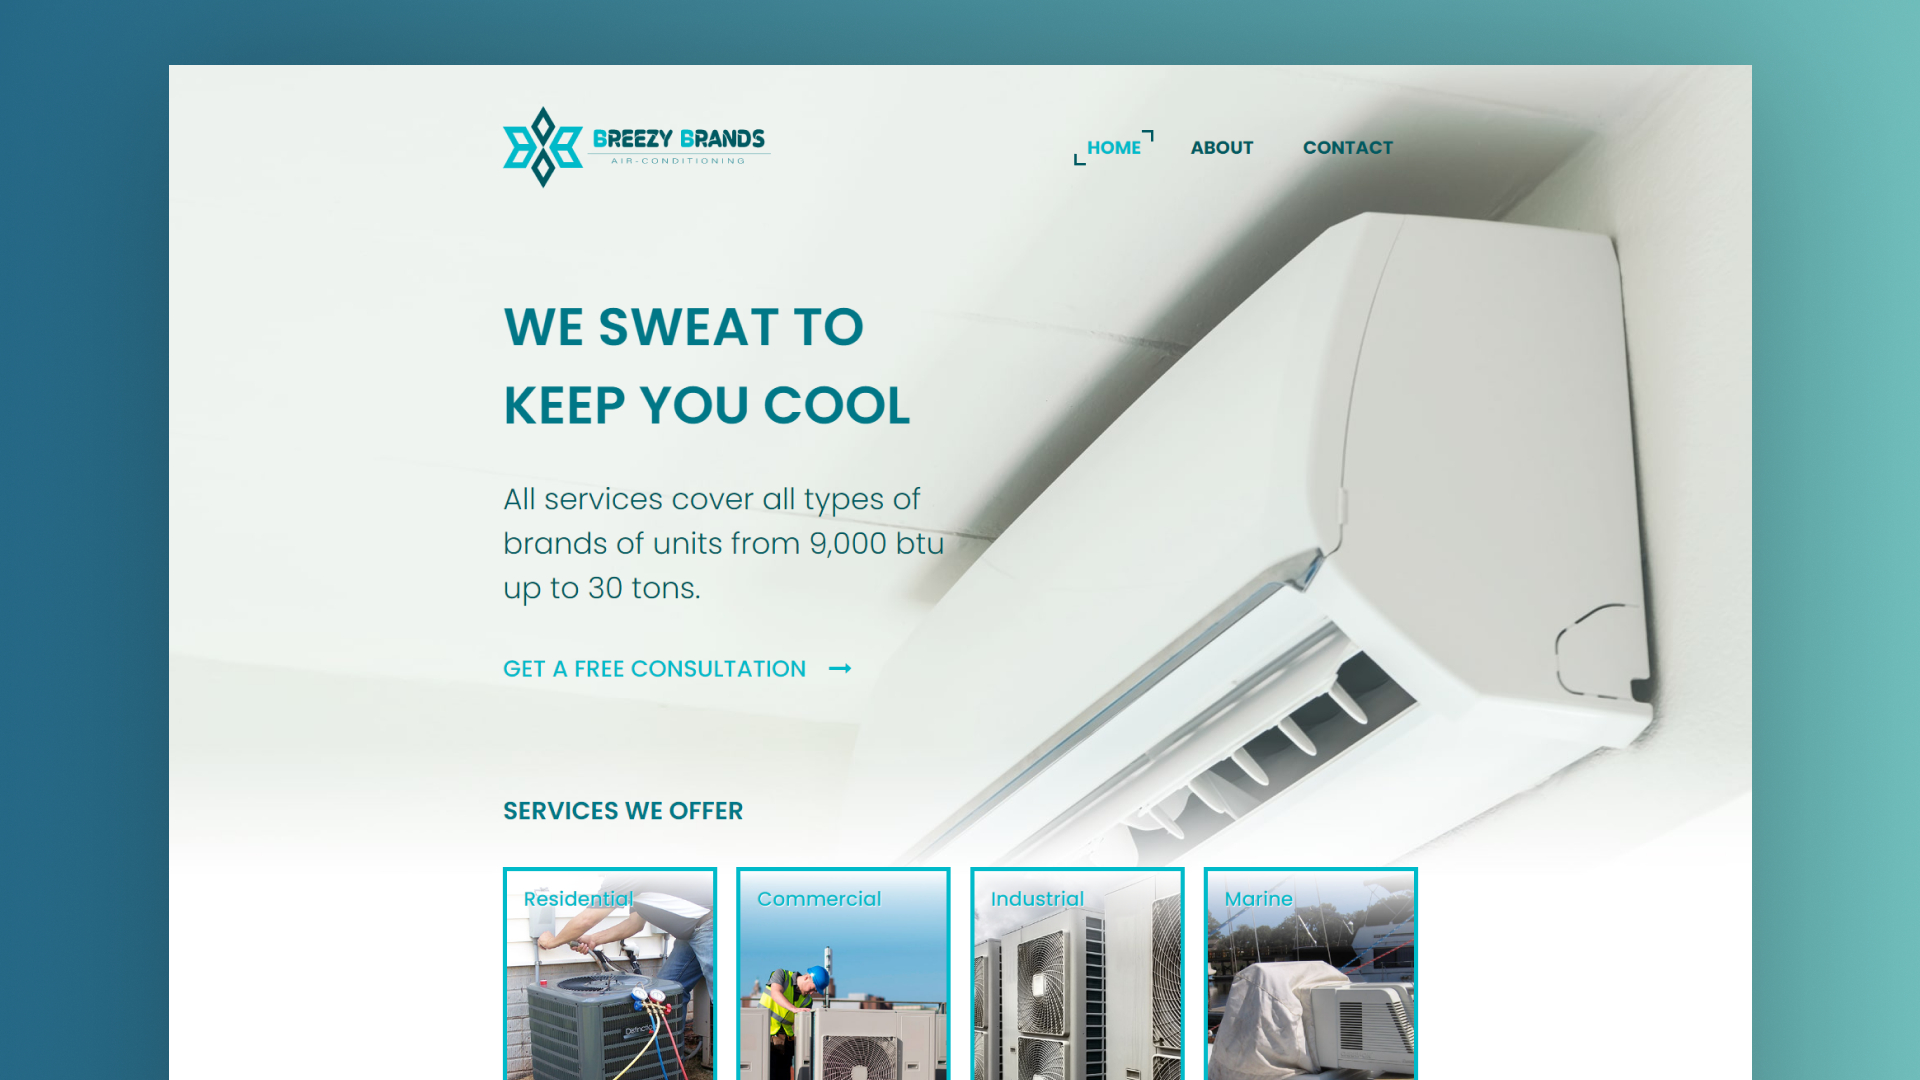 BREEZY BRANDS
AIR-CONDITIONING
HOME
ABOUT
CONTACT
WE SWEAT TO
KEEP YOU COOL
All services cover all types of
brands of units from 9,000 btu
up to 30 tons.
GET A FREE CONSULTATION →
SERVICES WE OFFER
Residential
Commercial
Industrial
Marine